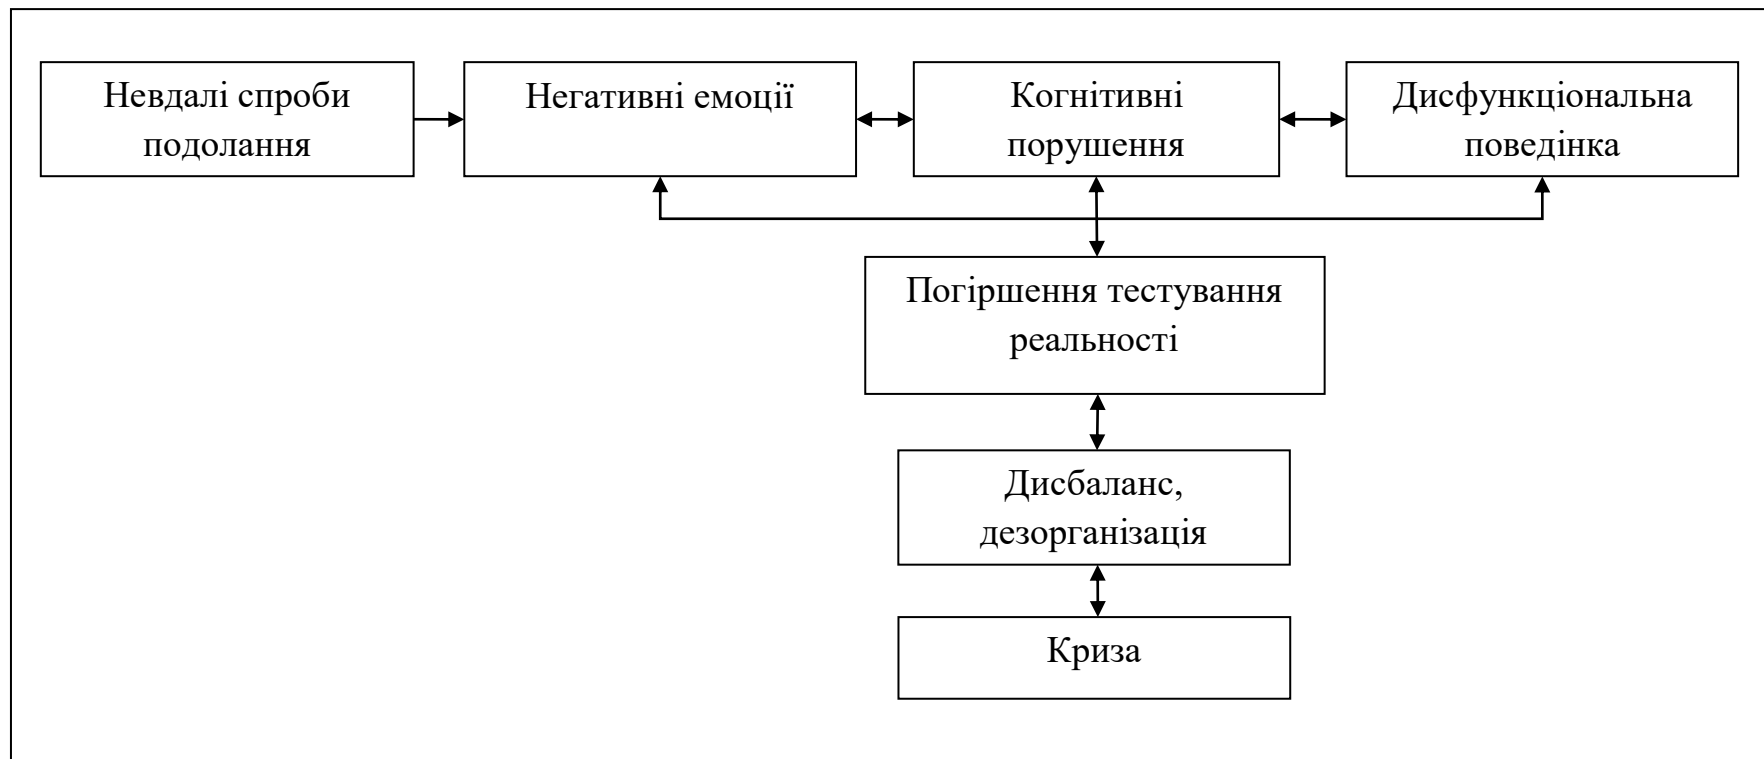 Невдалі спроби
подолання
Негативні емоції
Когнітивні
порушення
Дисфункціональна
поведінка
Погіршення тестування
реальності
Дисбаланс,
дезорганізація
Криза